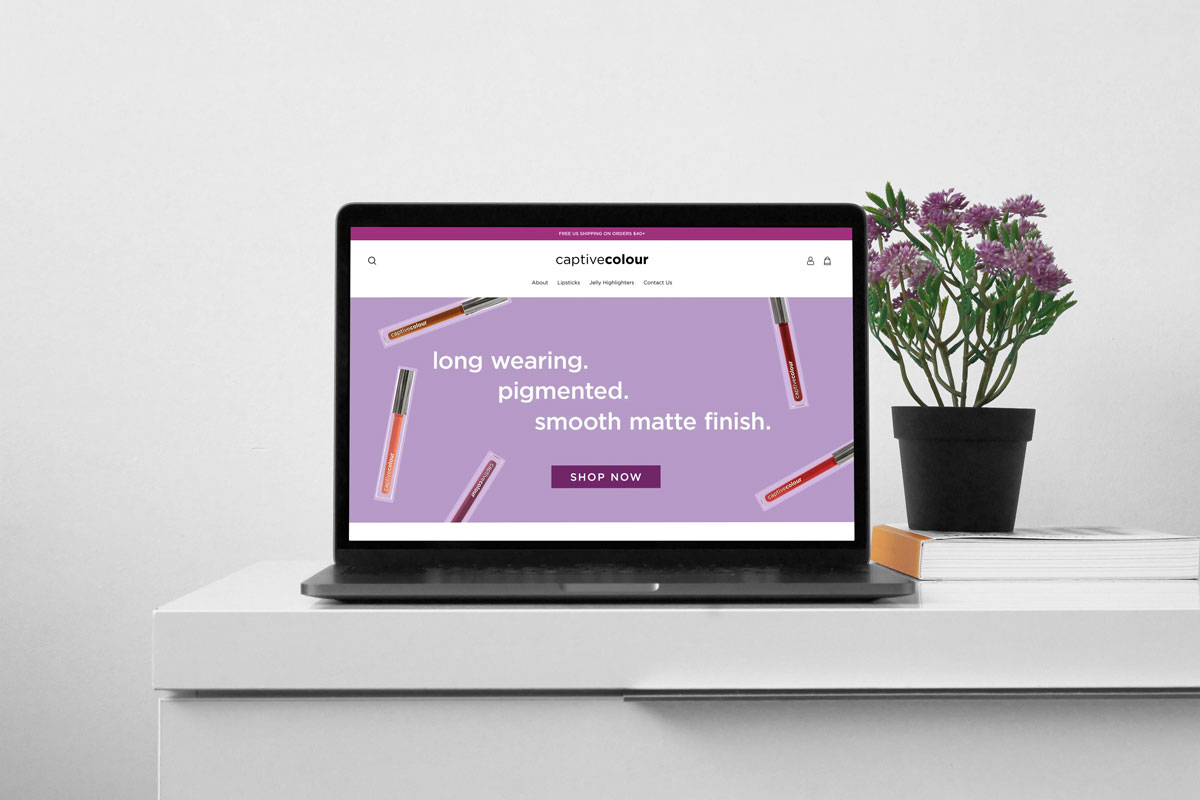 FREE US SHIPPING ON ORDERS $40+
captivecolour
About Lipsticks Jelly Highlighters Contact Us
captivecolour
captivecolour
long wearing.
pigmented.
smooth matte finish.
captivecolour
captivecolour
captivecolour
SHOP NOW